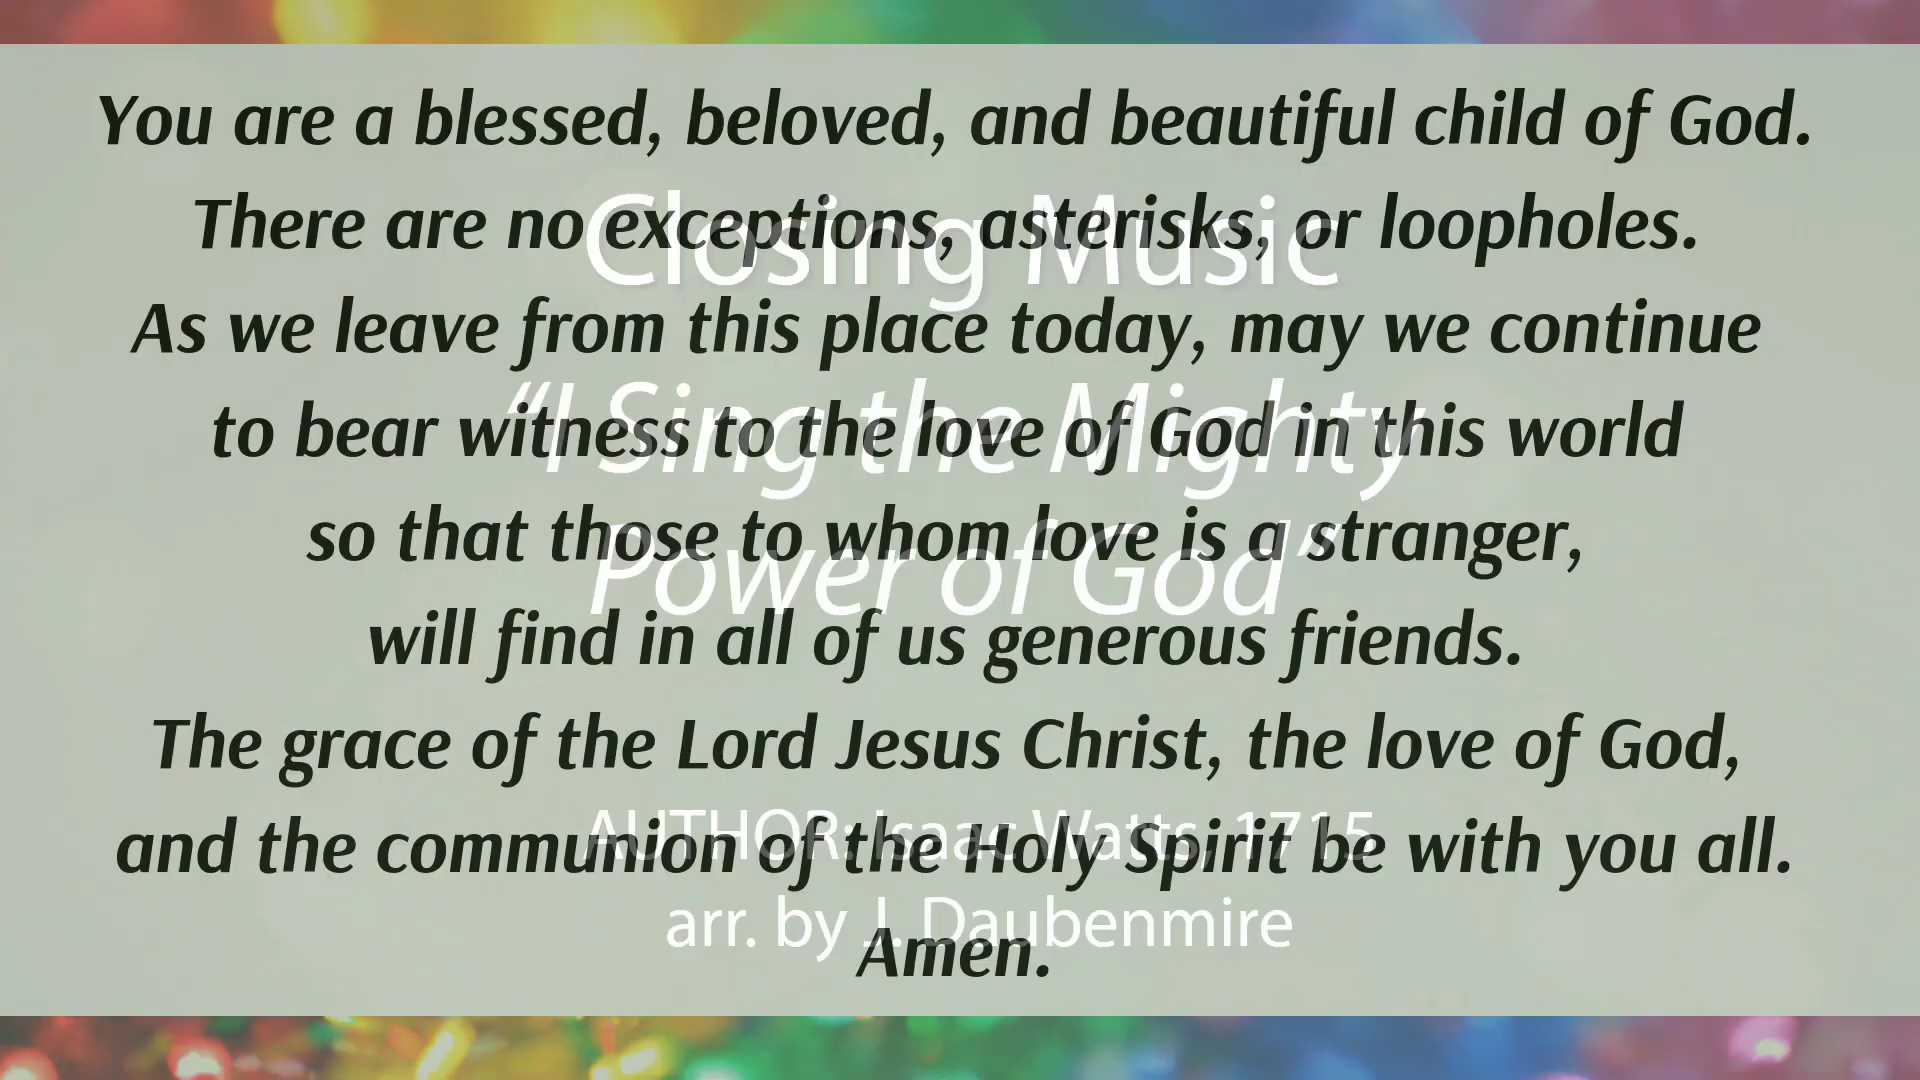 You are a blessed, beloved, and beautiful child of God.
There are no exceptions, asterisks, or loopholes.
As we leave from this place today, may we continue
to bear witness to the love of God in this world
so that those to whom love is a stranger,
will find in all of us generous friends.
The grace of the Lord Jesus Christ, the love of God,
and the communion of the Holy Spirit be with you all.
Amen.
Closing Music
“I Sing the Mighty
Power of God”
AUTHOR: Isaac Watts, 1715
arr. by J. Daubenmire